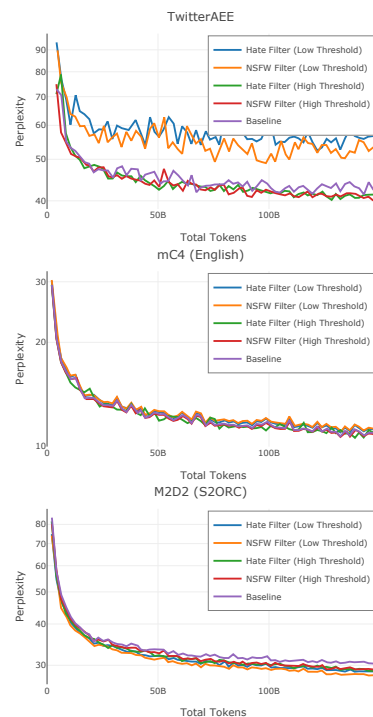 TwitterAEE
Perplexity
90
80
70
60
50
40
Hate Filter (Low Threshold)
NSFW Filter (Low Threshold)
Hate Filter (High Threshold)
NSFW Filter (High Threshold)
Baseline
0
50B
100B
Total Tokens
mC4 (English)
Perplexity
30
20
10
Hate Filter (Low Threshold)
NSFW Filter (Low Threshold)
Hate Filter (High Threshold)
NSFW Filter (High Threshold)
Baseline
0
50B
100B
Total Tokens
M2D2 (S2ORC)
Perplexity
80
70
60
50
40
30
Hate Filter (Low Threshold)
NSFW Filter (Low Threshold)
Hate Filter (High Threshold)
NSFW Filter (High Threshold)
Baseline
0
50B
100B
Total Tokens